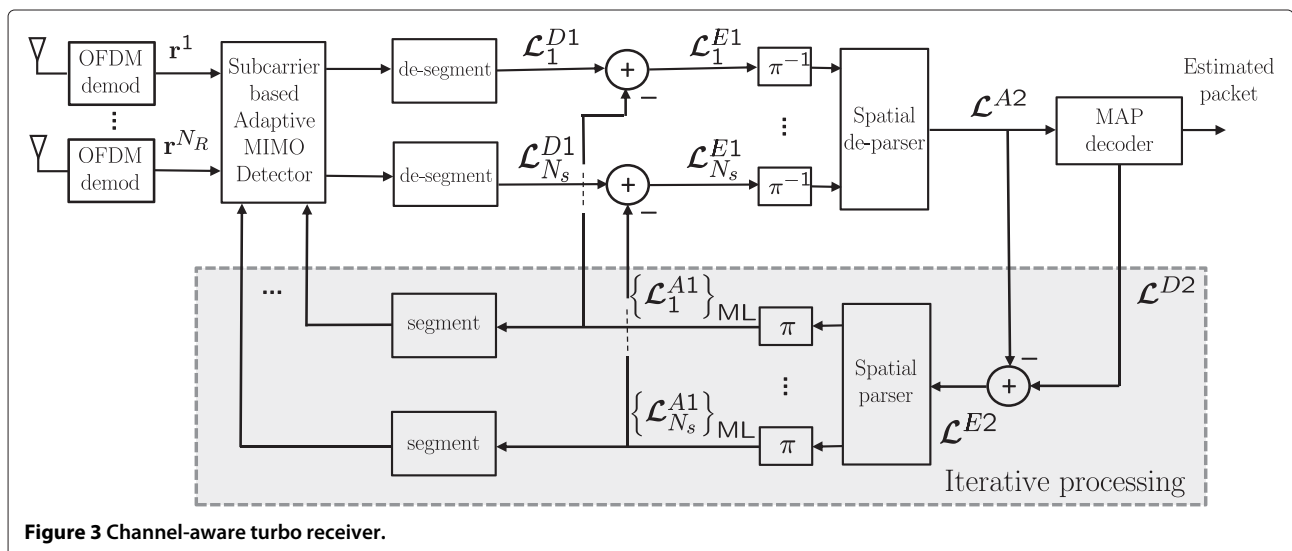 OFDM
demod
r^1
Subcarrier
based
Adaptive
MIMO
Detector
de-segment
𝓛_1^{D1}
+
−
𝓛_1^{E1}
π^{−1}
Spatial
de-parser
𝓛^{A2}
MAP
decoder
Estimated
packet
...
OFDM
demod
r^{N_R}
de-segment
𝓛_{N_s}^{D1}
+
−
𝓛_{N_s}^{E1}
...
π^{−1}
...
segment
{𝓛_1^{A1}}_{ML}
π
Spatial
parser
𝓛^{D2}
−
+
𝓛^{E2}
...
segment
{𝓛_{N_s}^{A1}}_{ML}
π
Iterative processing
Figure 3 Channel-aware turbo receiver.